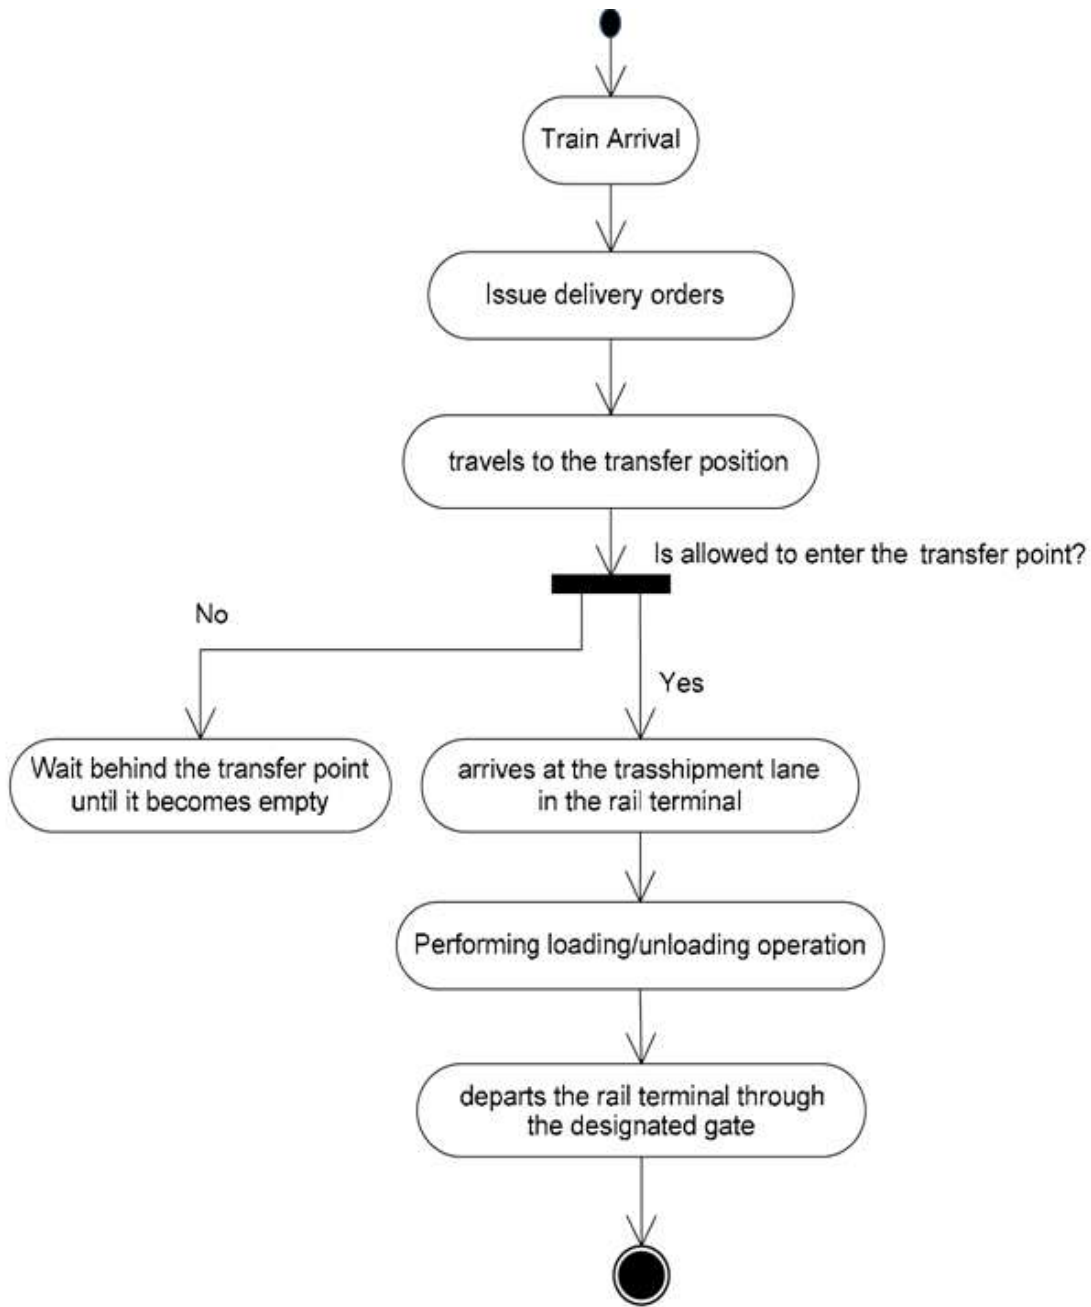 Train Arrival
Issue delivery orders
travels to the transfer position
Is allowed to enter the transfer point?
No
Yes
Wait behind the transfer point
until it becomes empty
arrives at the trasshipment lane
in the rail terminal
Performing loading/unloading operation
departs the rail terminal through
the designated gate